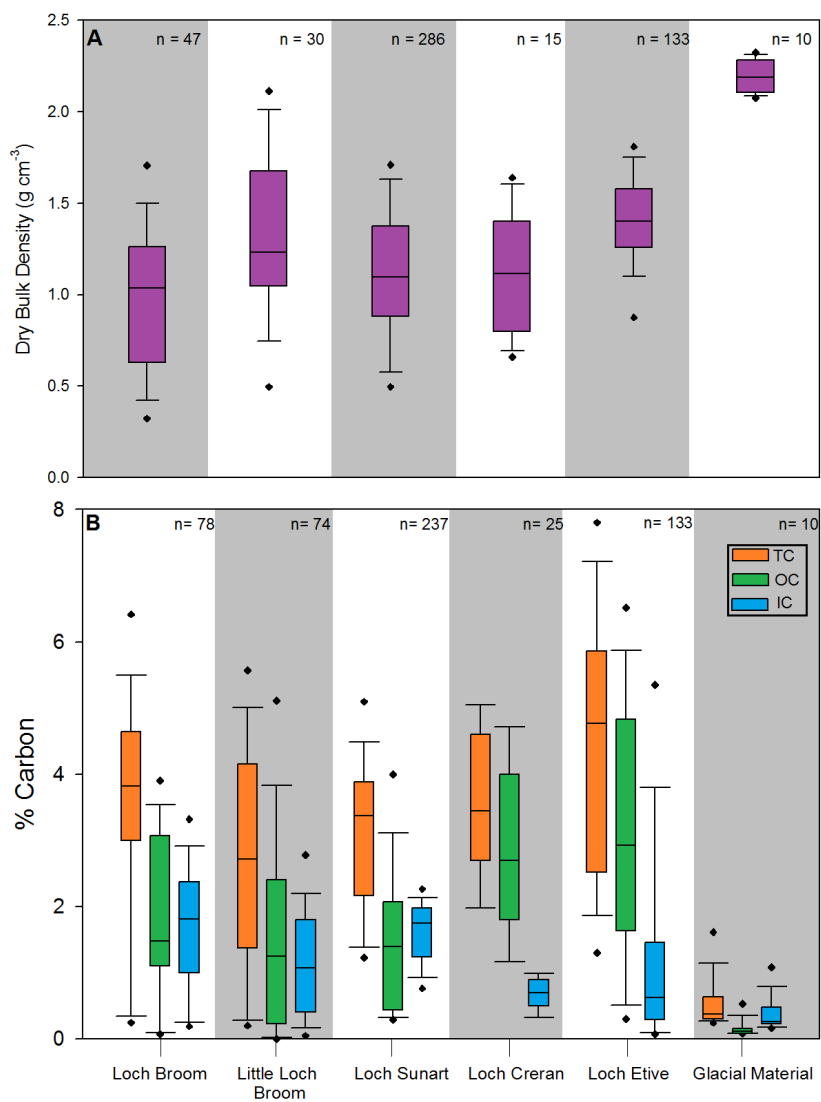 A
n = 47
n = 30
n = 286
n = 15
n = 133
n= 10
2.5
2.0
1.5
1.0
0.5
0.0
Dry Bulk Density (g cm-3)
B
n= 78
n= 74
n= 237
n= 25
n= 133
n= 10
TC
OC
IC
8
6
4
2
0
% Carbon
Loch Broom
Little Loch
Broom
Loch Sunart
Loch Creran
Loch Etive
Glacial Material